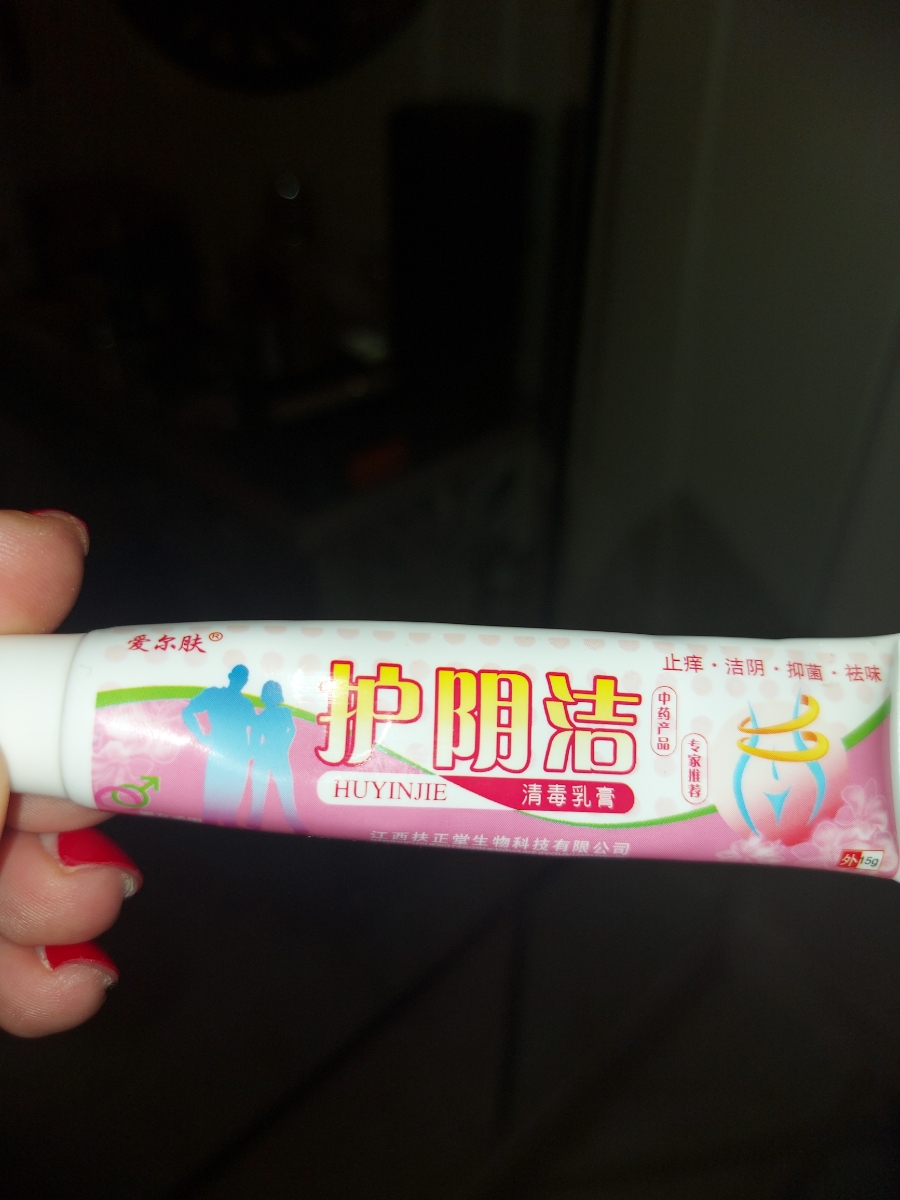 爱尔肤®
止痒·洁阴·抑菌·祛味
护阴洁
中药产品
专家推荐
HUYINJIE
清毒乳膏
江西扶正堂生物科技有限公司
外 15g